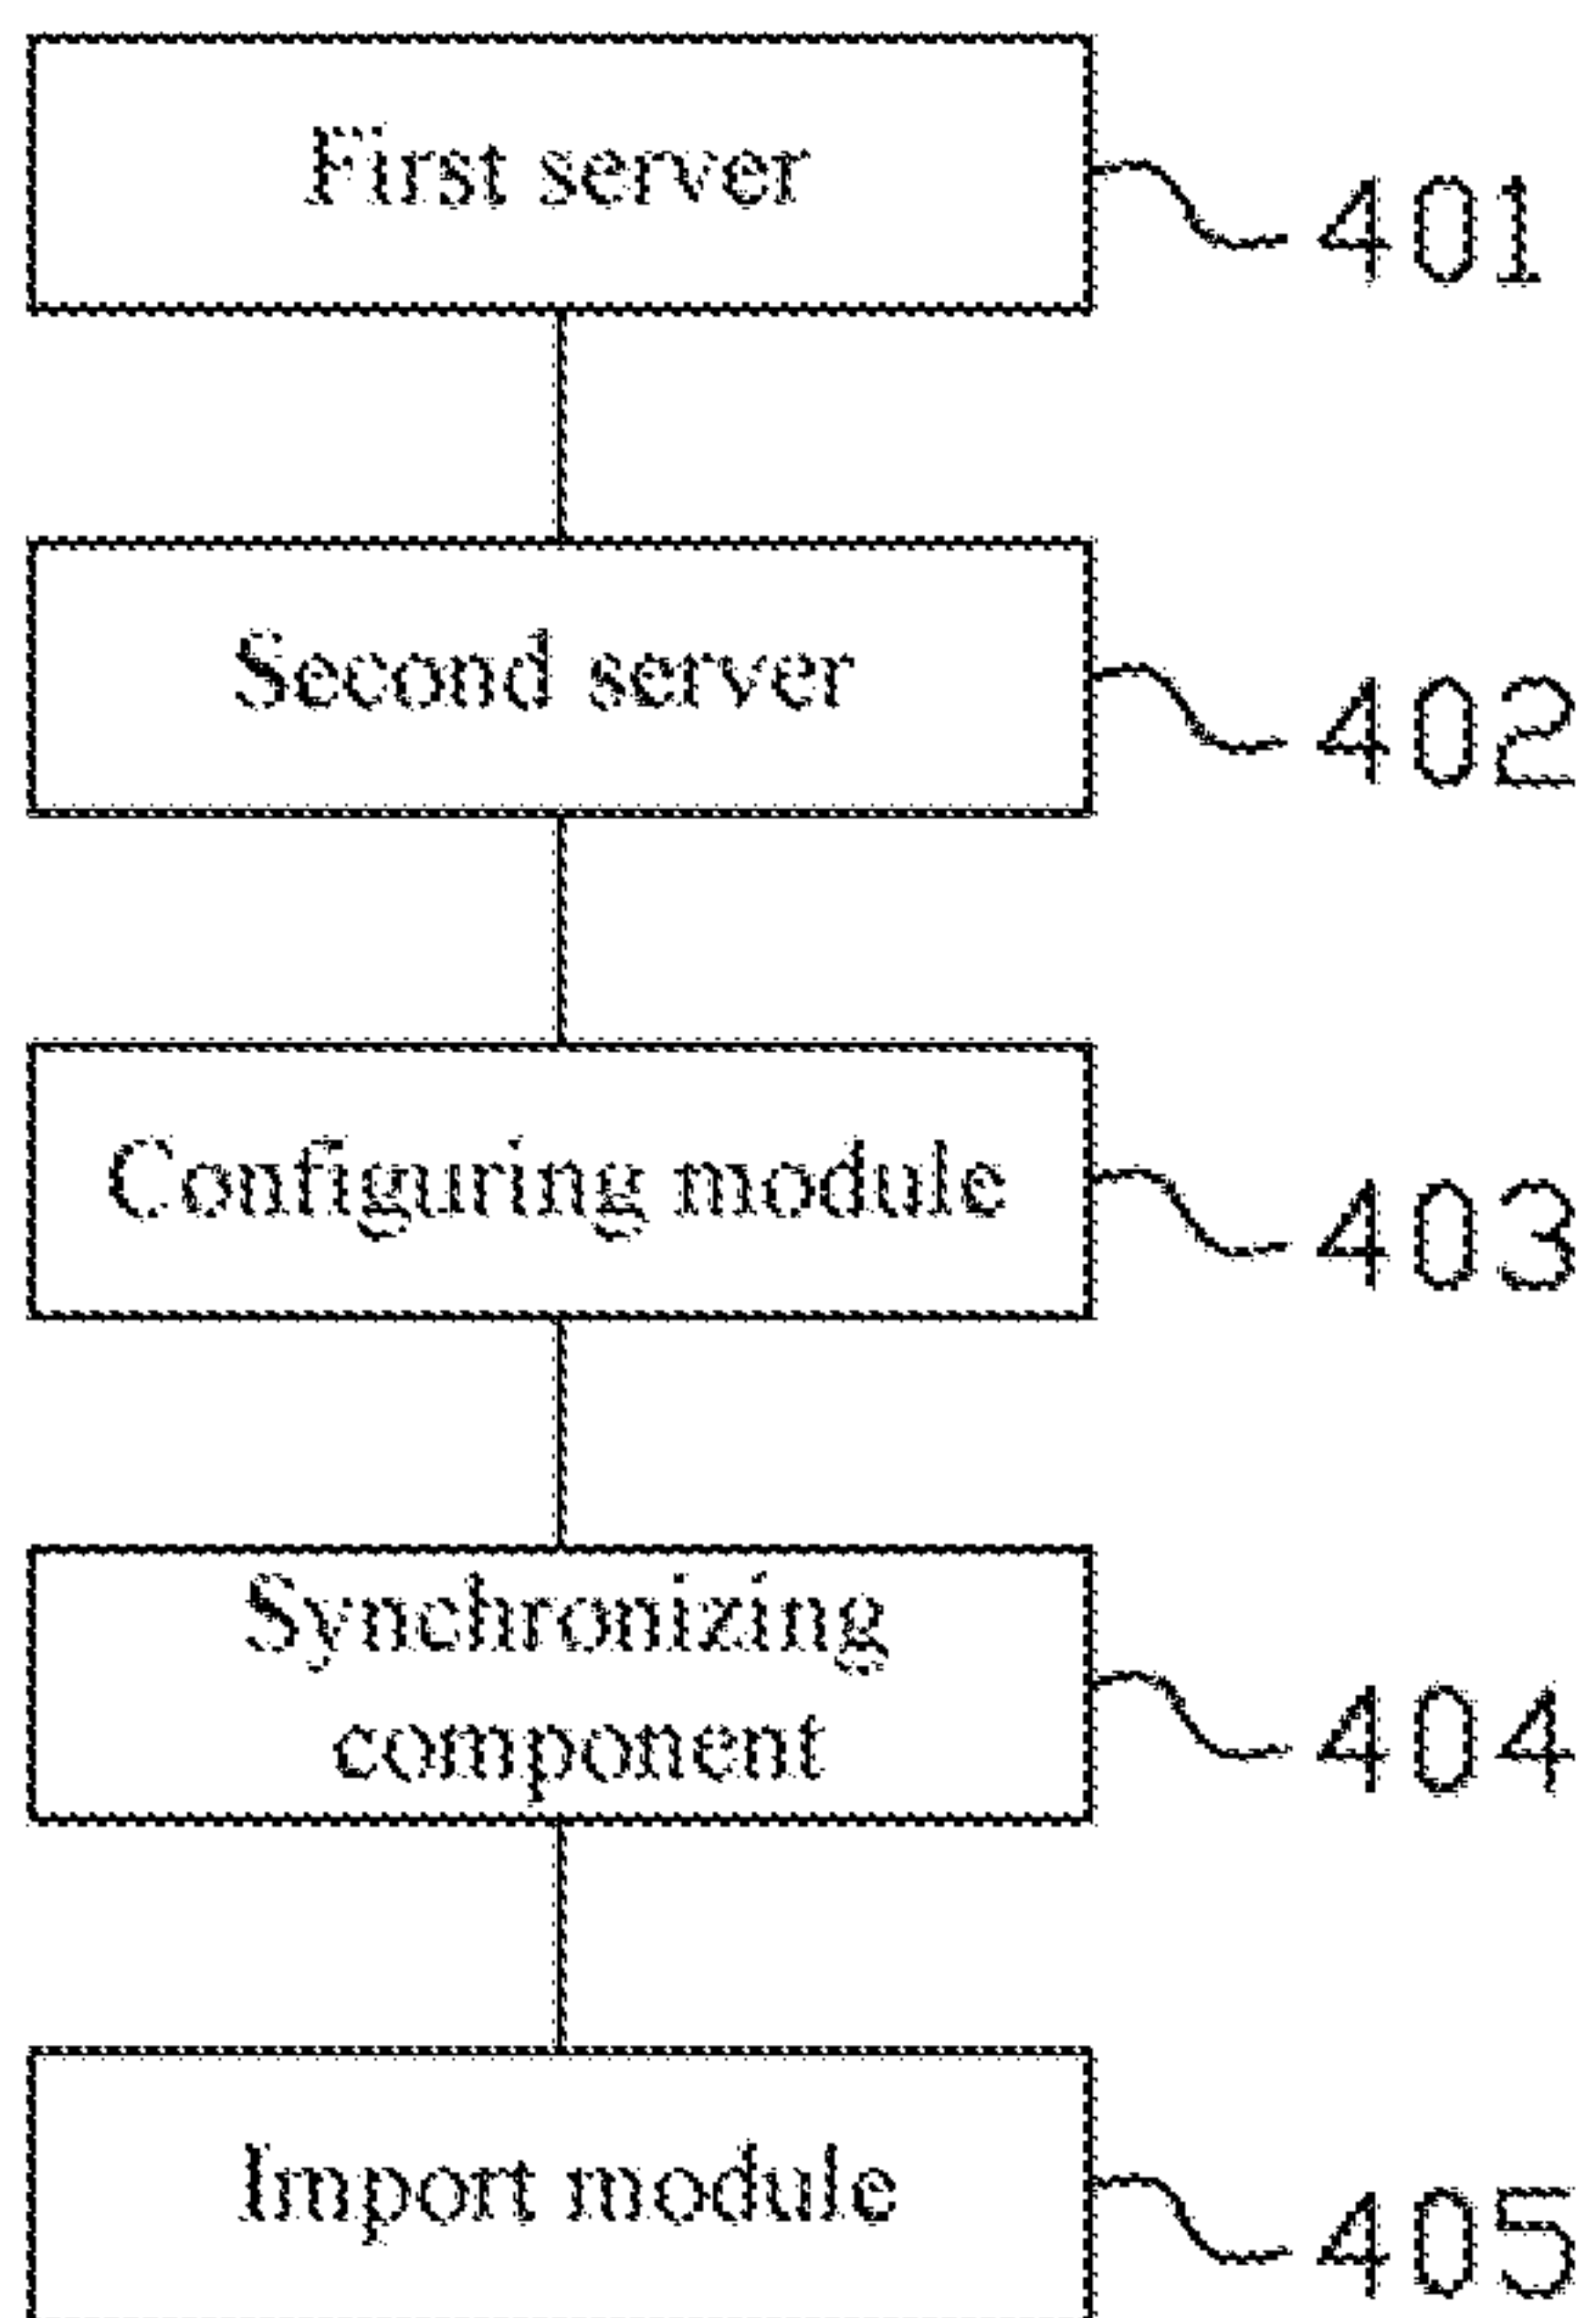 First server
401
Second server
402
Configuring module
403
Synchronizing
component
404
Import module
405